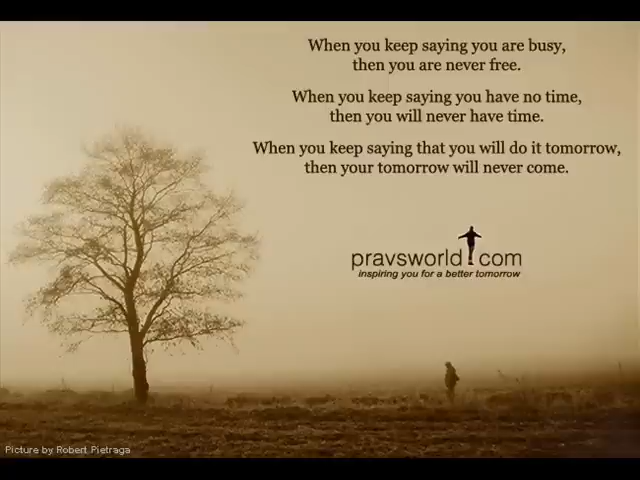 When you keep saying you are busy,
then you are never free.
When you keep saying you have no time,
then you will never have time.
When you keep saying that you will do it tomorrow,
then your tomorrow will never come.
pravsworld.com
inspiring you for a better tomorrow
Picture by Robert Pietraga